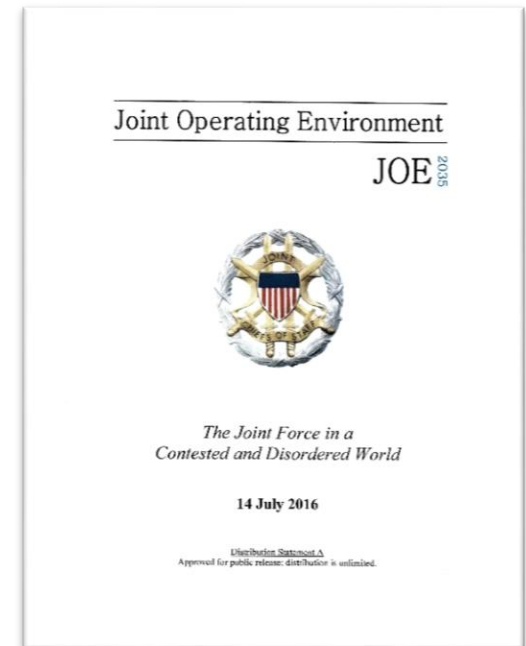 Joint Operating Environment
JOE 2035
JOINT
CHIEFS OF STAFF
The Joint Force in a
Contested and Disordered World
14 July 2016
Distribution Statement A
Approved for public release: distribution is unlimited.